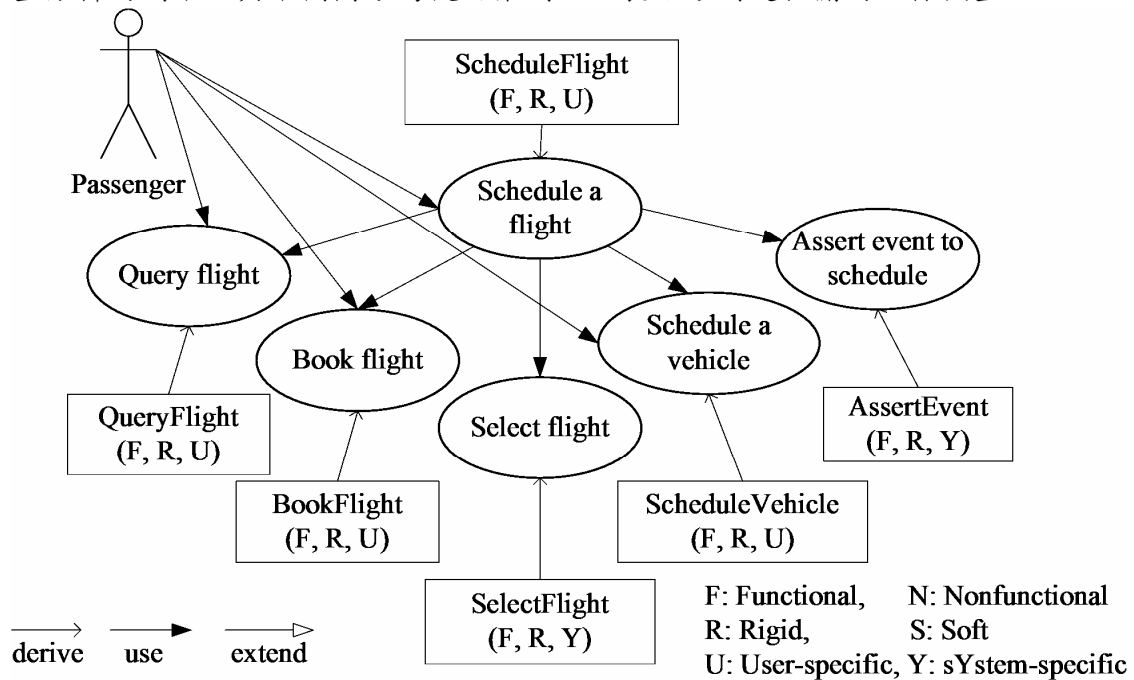 Passenger
ScheduleFlight
(F, R, U)
Schedule a
flight
Assert event to
schedule
Query flight
Book flight
Schedule a
vehicle
Select flight
QueryFlight
(F, R, U)
AssertEvent
(F, R, Y)
BookFlight
(F, R, U)
ScheduleVehicle
(F, R, U)
SelectFlight
(F, R, Y)
derive use extend
F: Functional, N: Nonfunctional
R: Rigid, S: Soft
U: User-specific, Y: sYstem-specific